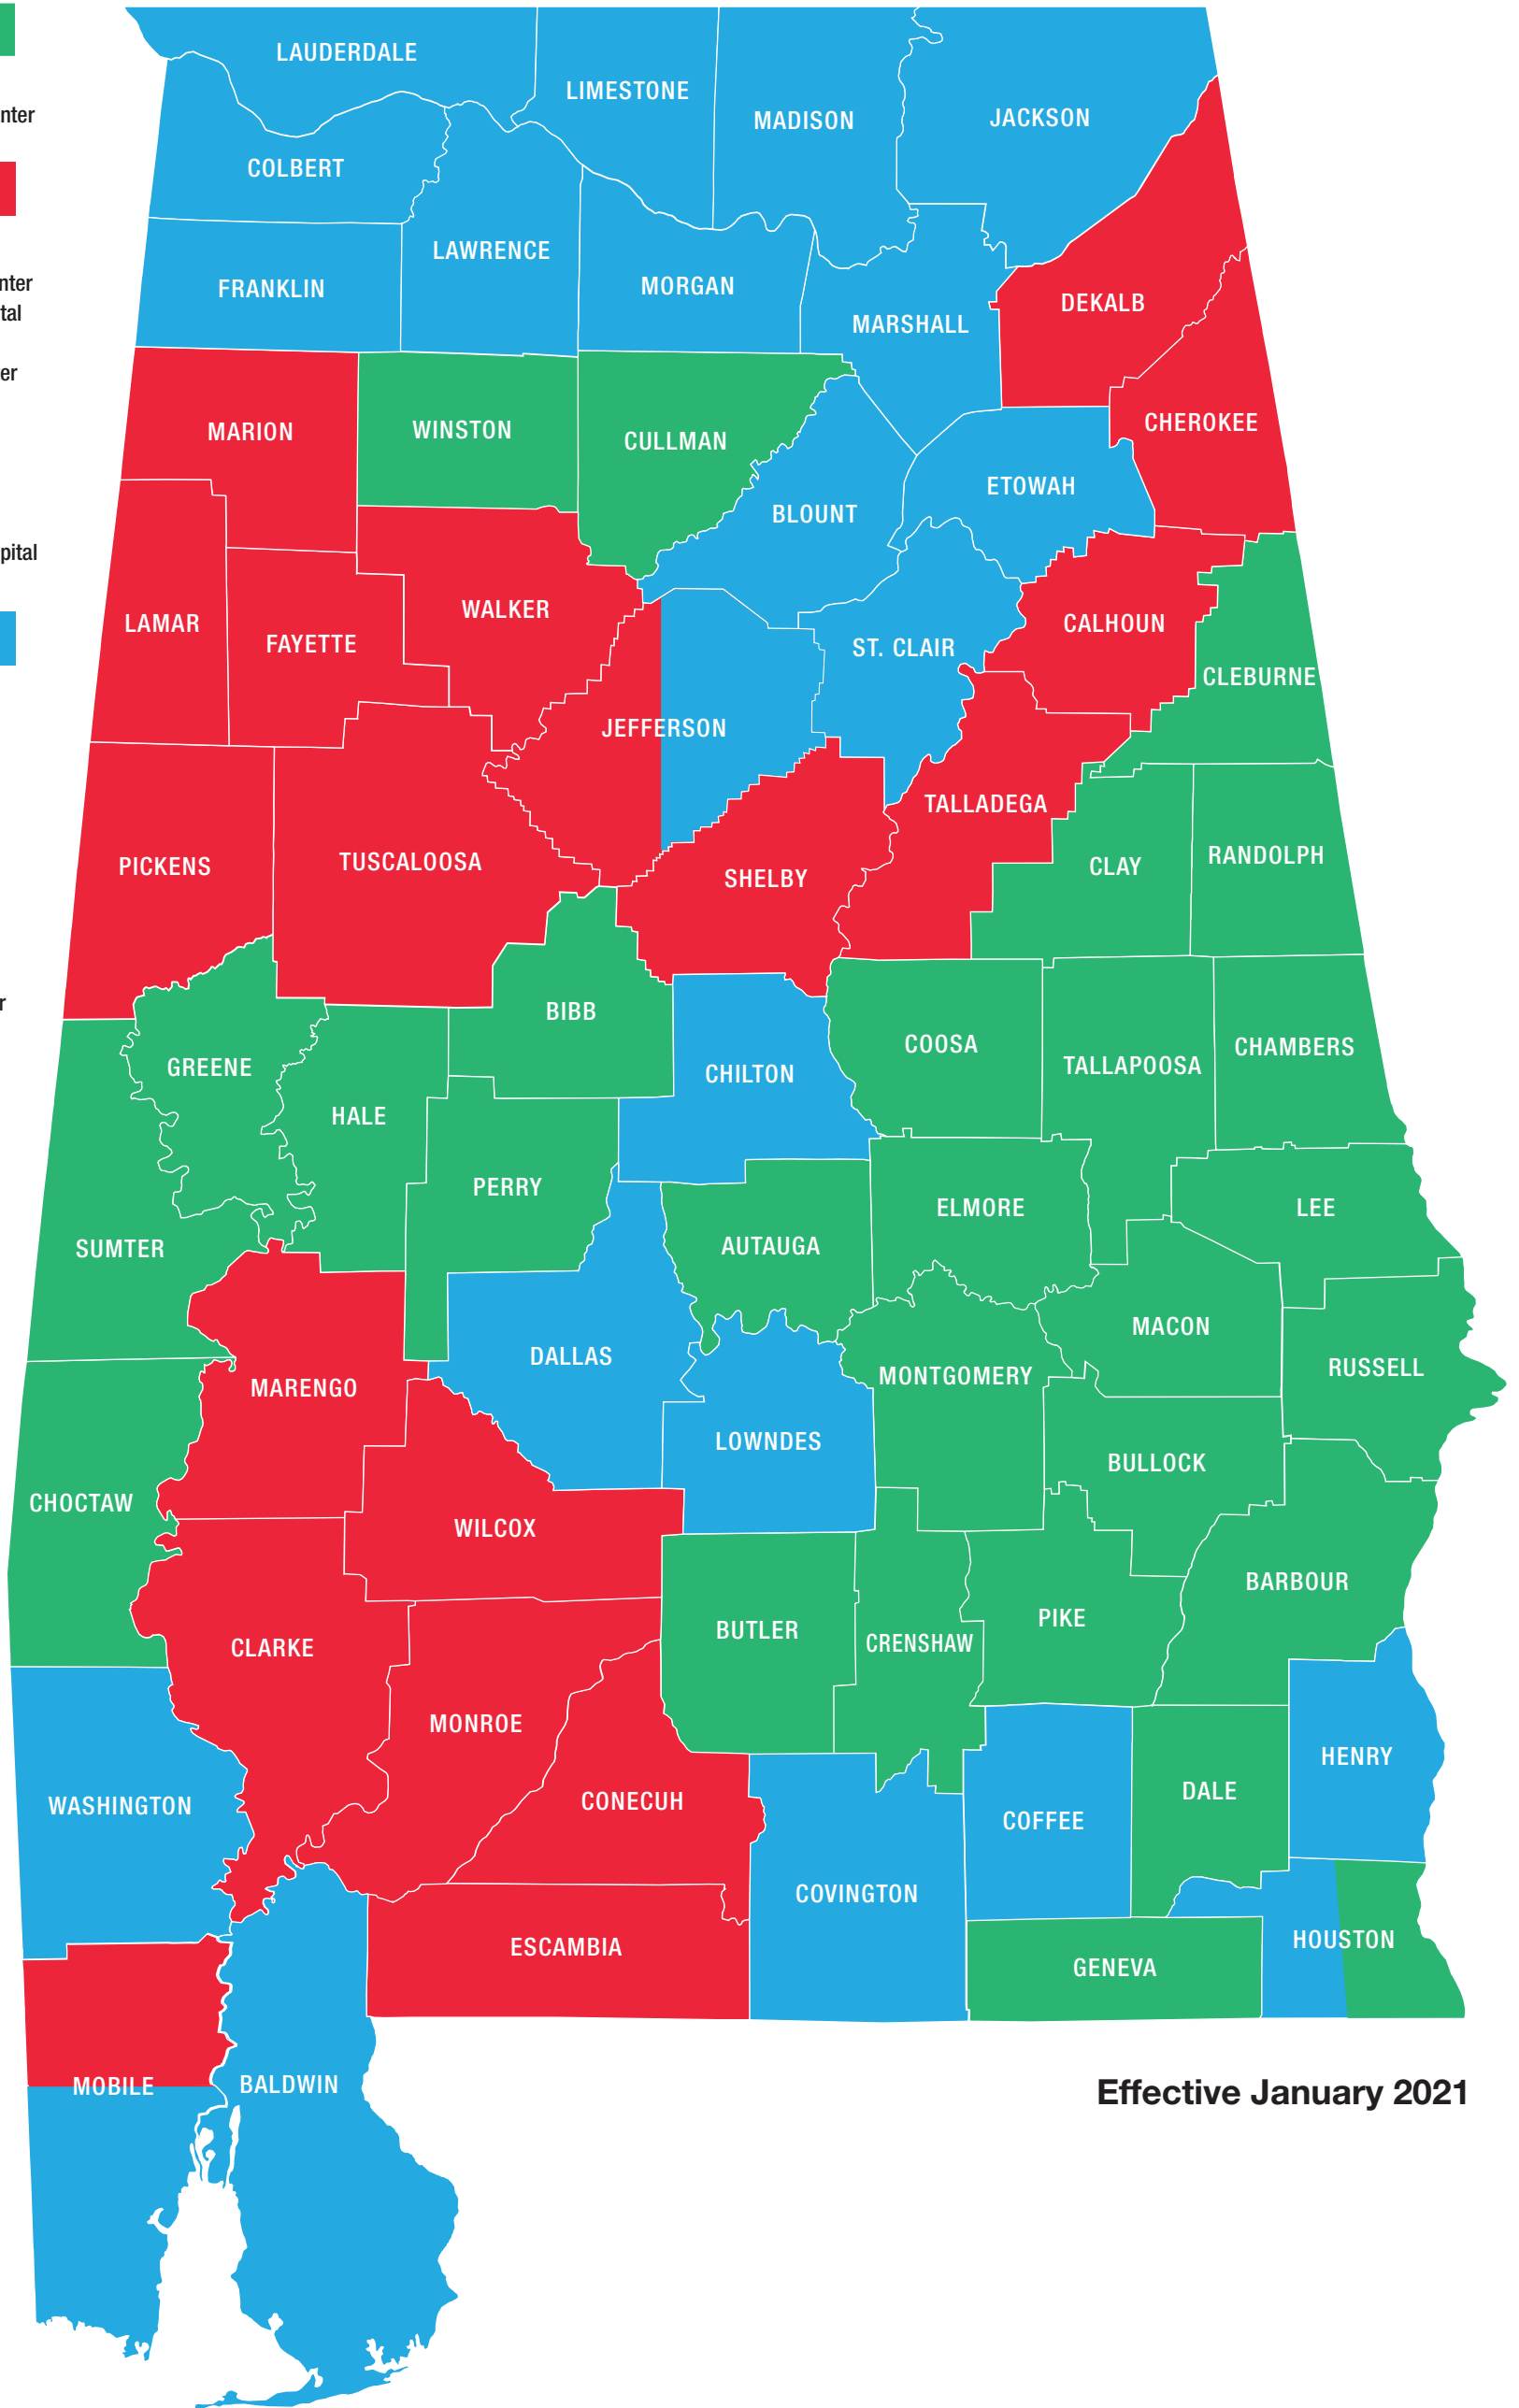 nter
nter
tal
er
pital
r
LAUDERDALE
LIMESTONE
MADISON
JACKSON
COLBERT
LAWRENCE
FRANKLIN
MORGAN
MARSHALL
DEKALB
MARION
WINSTON
CULLMAN
CHEROKEE
ETOWAH
BLOUNT
LAMAR
FAYETTE
WALKER
CALHOUN
ST. CLAIR
CLEBURNE
JEFFERSON
TALLADEGA
PICKENS
TUSCALOOSA
SHELBY
CLAY
RANDOLPH
BIBB
GREENE
HALE
CHILTON
COOSA
TALLAPOOSA
CHAMBERS
PERRY
SUMTER
AUTAUGA
ELMORE
LEE
MACON
DALLAS
MARENGO
MONTGOMERY
RUSSELL
LOWNDES
BULLOCK
CHOCTAW
WILCOX
BARBOUR
CLARKE
BUTLER
CRENSHAW
PIKE
MONROE
HENRY
WASHINGTON
CONECUH
COFFEE
DALE
COVINGTON
ESCAMBIA
GENEVA
HOUSTON
MOBILE
BALDWIN
Effective January 2021